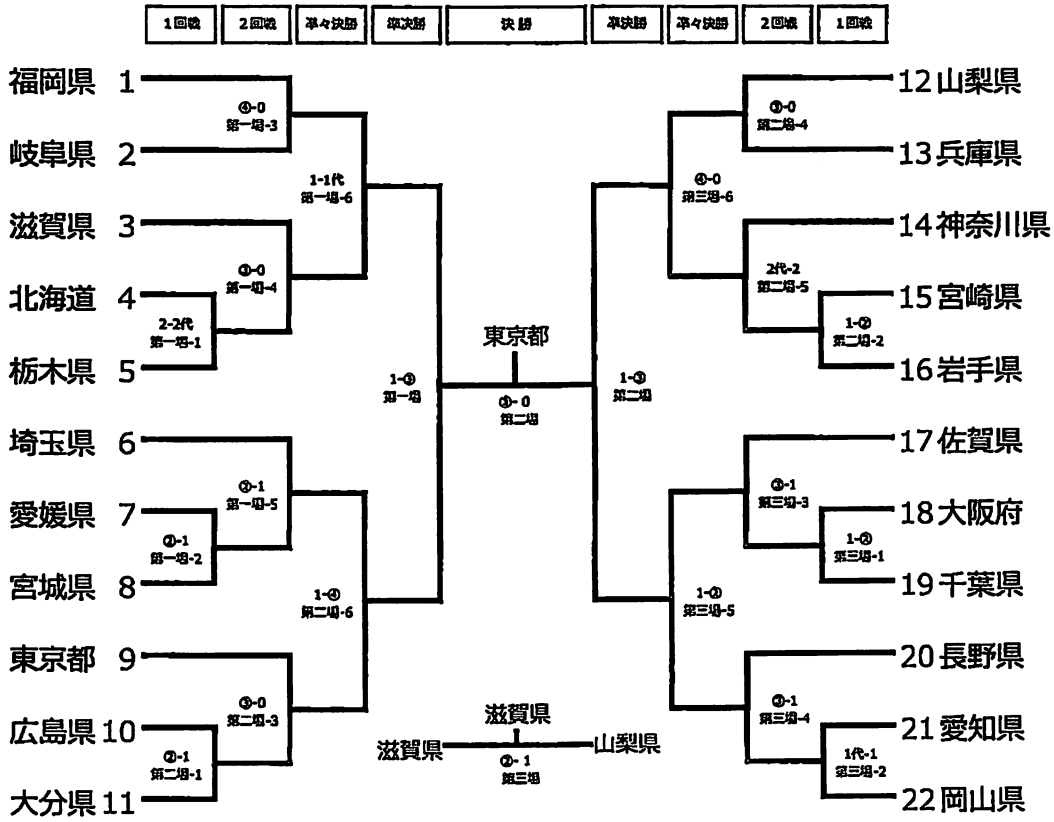 1回戦 2回戦 準々決勝 準決勝 決勝 準決勝 準々決勝 2回戦 1回戦
福岡県 1
④-0
第一場-3
岐阜県 2
1-1代
第一場-6
滋賀県 3
③-0
第一場-4
北海道 4
2-2代
第一場-1
栃木県 5
1-③
第一場
埼玉県 6
②-1
第一場-5
愛媛県 7
②-1
第一場-2
宮城県 8
1-④
第二場-6
東京都 9
③-0
第二場-3
広島県 10
②-1
第二場-1
大分県 11
東京都
③-0
第二場
滋賀県
滋賀県 山梨県
②-1
第三場
12 山梨県
③-0
第二場-4
13 兵庫県
④-0
第三場-6
14 神奈川県
2代-2
第二場-5
15 宮崎県
1-②
第二場-2
16 岩手県
1-③
第二場
17 佐賀県
③-1
第三場-3
18 大阪府
1-②
第三場-1
19 千葉県
1-②
第三場-5
20 長野県
②-1
第三場-4
21 愛知県
1代-1
第三場-2
22 岡山県